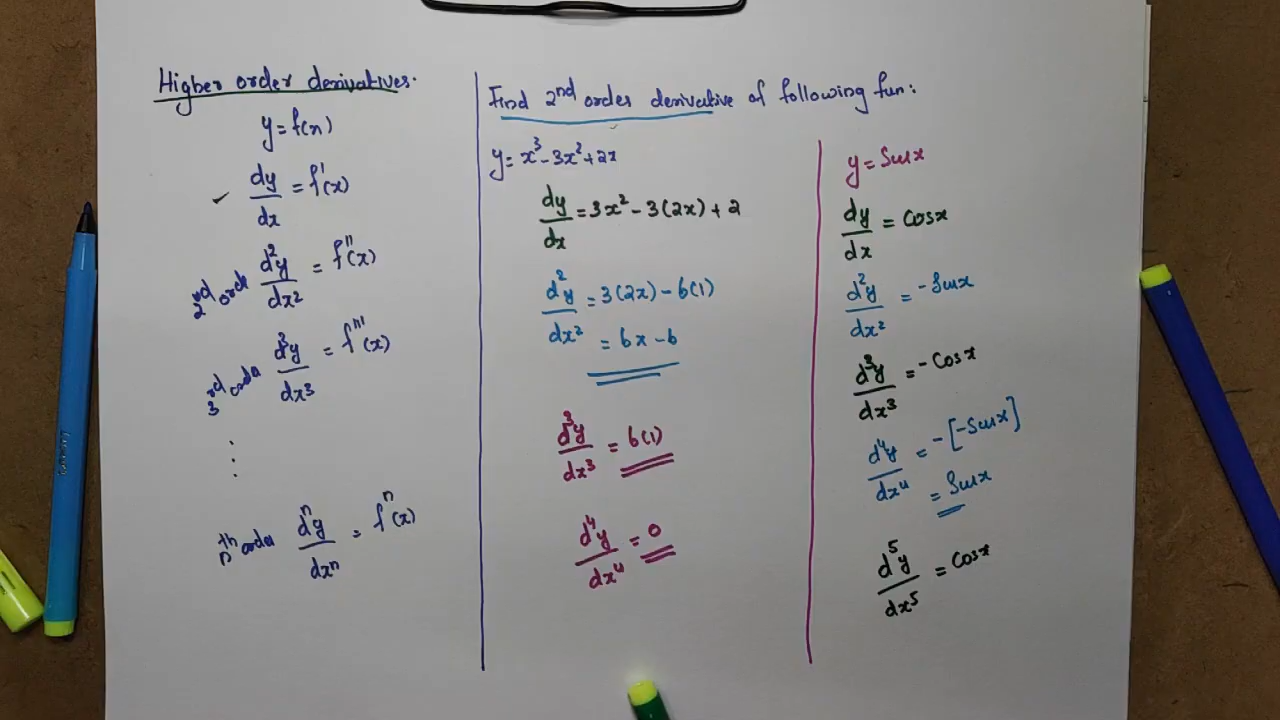 Higher order derivatives.
y = f(x)
dy/dx = f'(x)
2nd order d²y/dx² = f''(x)
3rd order d³y/dx³ = f'''(x)
⋮
nth order dⁿy/dxⁿ = fⁿ(x)
Find 2nd order derivative of following fun:
y = x³ - 3x² + 2x
dy/dx = 3x² - 3(2x) + 2
d²y/dx² = 3(2x) - 6(1)
= 6x - 6
d³y/dx³ = 6(1)
d⁴y/dx⁴ = 0
y = Sinx
dy/dx = Cosx
d²y/dx² = -Sinx
d³y/dx³ = -Cosx
d⁴y/dx⁴ = -[-Sinx]
= Sinx
d⁵y/dx⁵ = Cosx